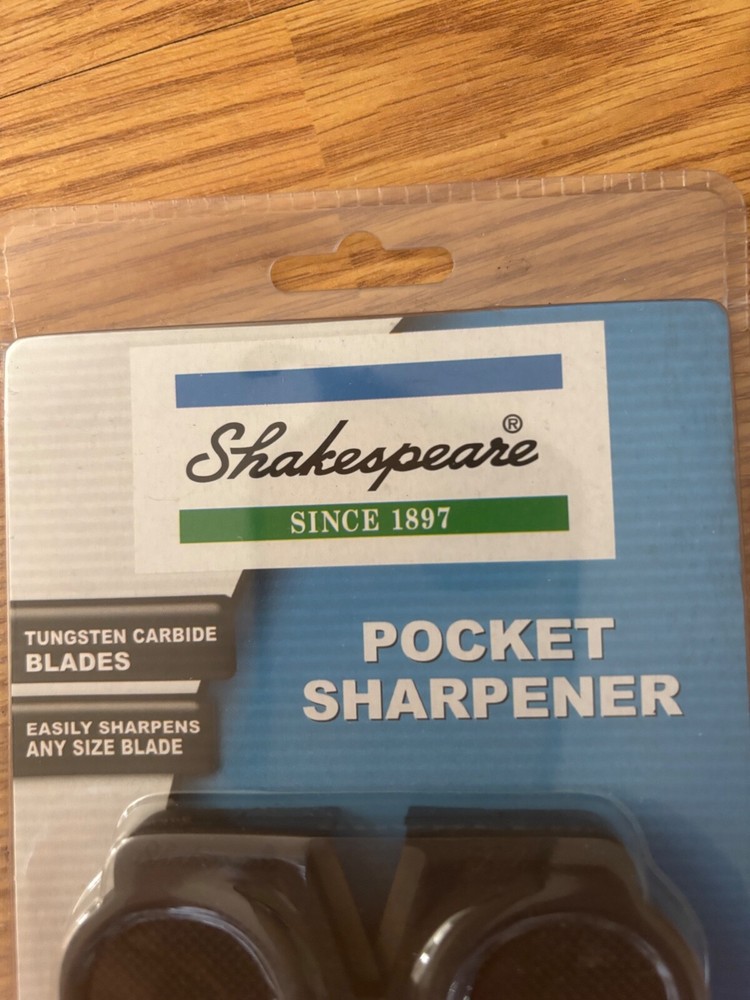 Shakespeare®
SINCE 1897
TUNGSTEN CARBIDE
BLADES
POCKET
SHARPENER
EASILY SHARPENS
ANY SIZE BLADE